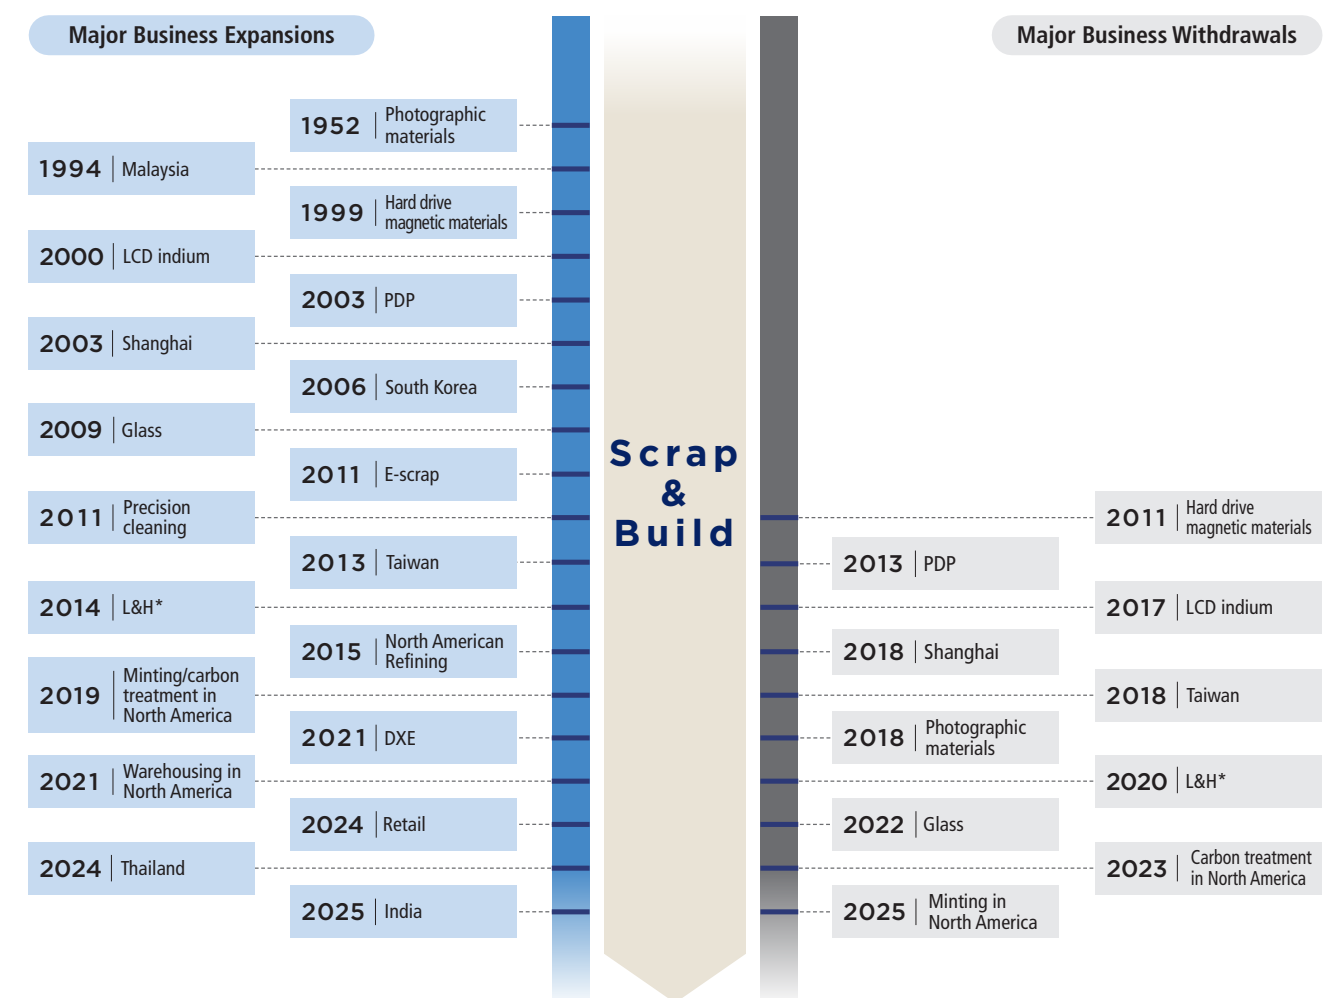 Major Business Expansions
1952
Photographic
materials
1994
Malaysia
1999
Hard drive
magnetic materials
2000
LCD indium
2003
PDP
2003
Shanghai
2006
South Korea
2009
Glass
2011
E-scrap
2011
Precision
cleaning
2013
Taiwan
2014
L&H*
2015
North American
Refining
2019
Minting/carbon
treatment in
North America
2021
DXE
2021
Warehousing in
North America
2024
Retail
2024
Thailand
2025
India
Scrap
&
Build
Major Business Withdrawals
2011
Hard drive
magnetic materials
2013
PDP
2017
LCD indium
2018
Shanghai
2018
Taiwan
2018
Photographic
materials
2020
L&H*
2022
Glass
2023
Carbon treatment
in North America
2025
Minting in
North America